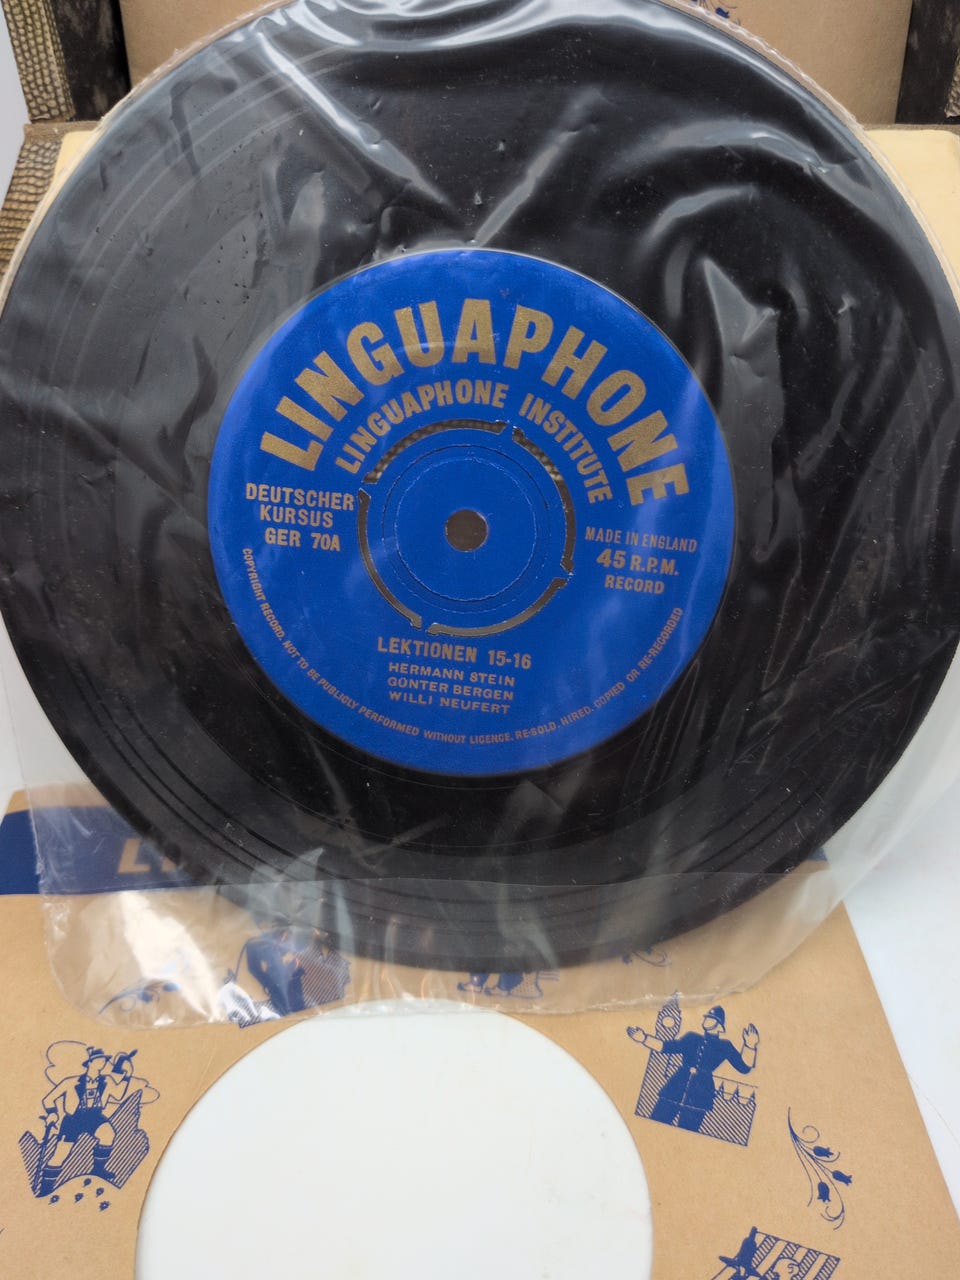 LINGUAPHONE
LINGUAPHONE INSTITUTE
DEUTSCHER
KURSUS
GER 70A
MADE IN ENGLAND
45 R.P.M.
RECORD
LEKTIONEN 15-16
HERMANN STEIN
GÜNTER BERGEN
WILLI NEUFERT
COPYRIGHT RECORD. NOT TO BE PUBLICLY PERFORMED WITHOUT LICENCE, RE-SOLD, HIRED, COPIED OR RE-RECORDED